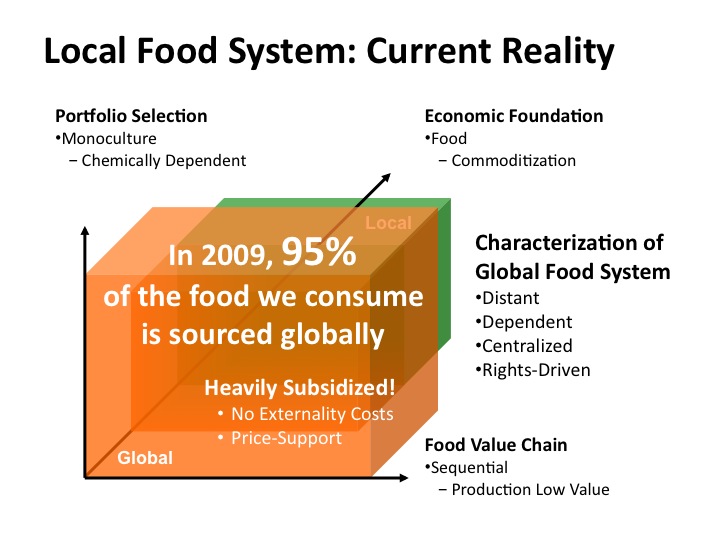 Local Food System: Current Reality
Portfolio Selection
•Monoculture
– Chemically Dependent
Economic Foundation
•Food
– Commoditization
Local
In 2009, 95%
of the food we consume
is sourced globally
Characterization of
Global Food System
•Distant
•Dependent
•Centralized
•Rights-Driven
Heavily Subsidized!
• No Externality Costs
• Price-Support
Global
Food Value Chain
•Sequential
– Production Low Value